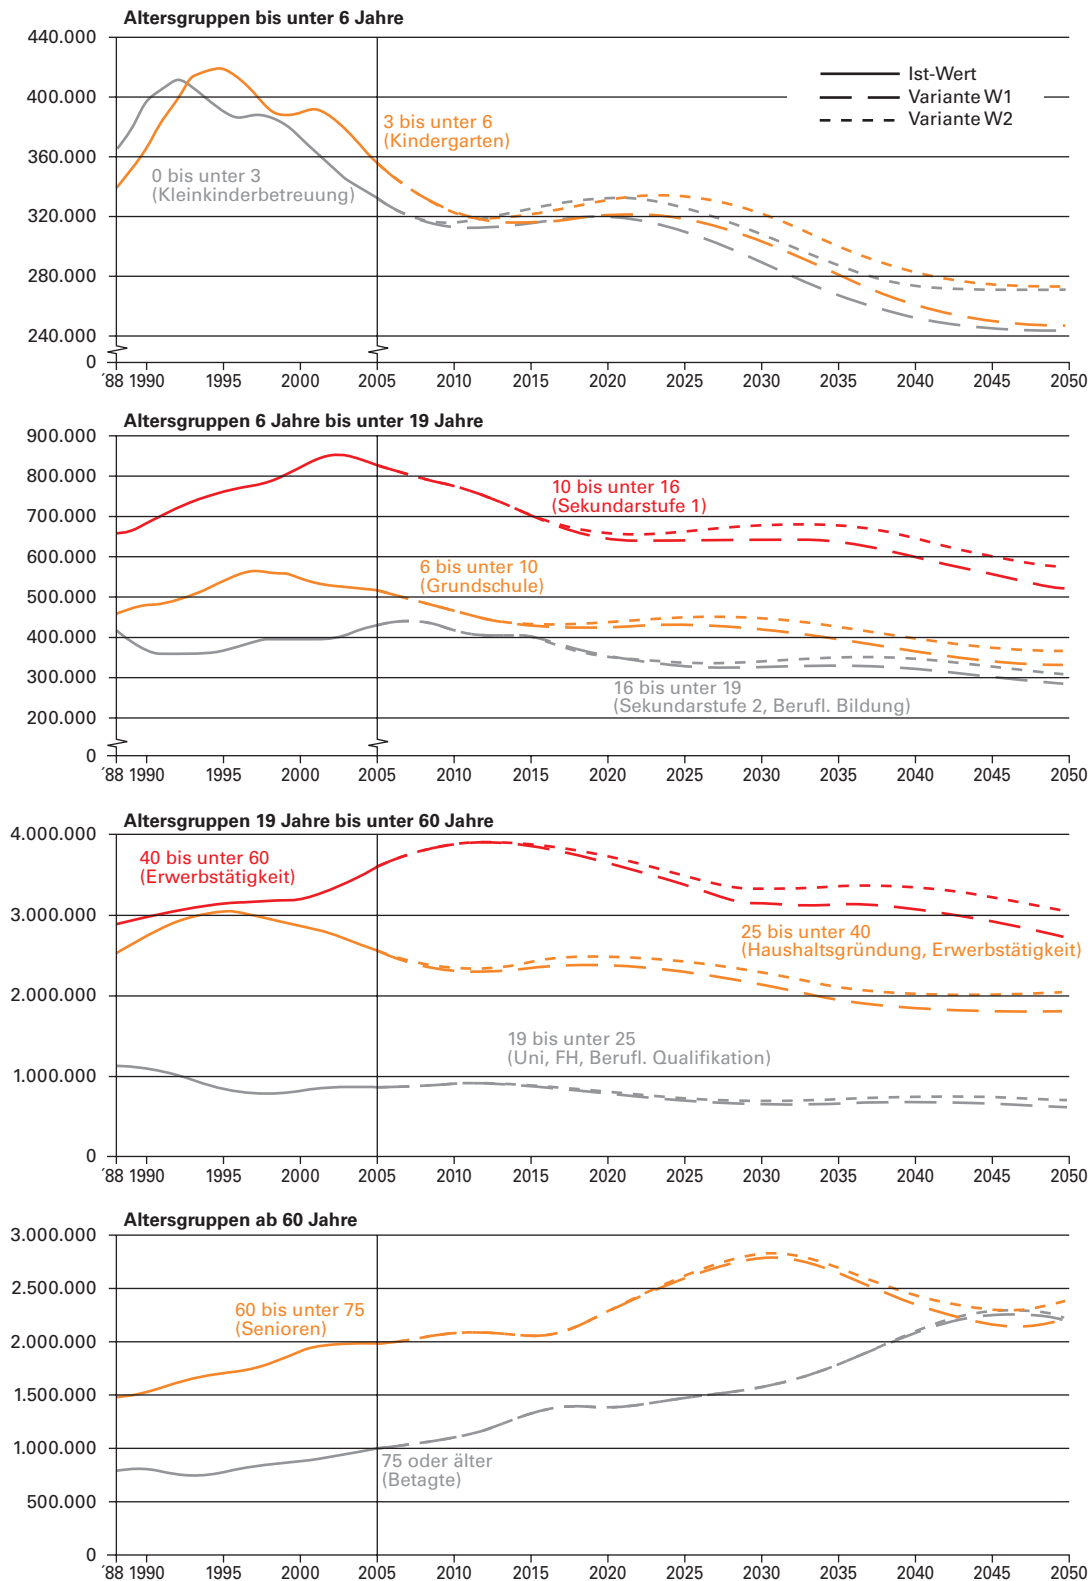 Altersgruppen bis unter 6 Jahre
440.000
400.000
360.000
320.000
280.000
240.000
0
Ist-Wert
Variante W1
Variante W2
3 bis unter 6
(Kindergarten)
0 bis unter 3
(Kleinkinderbetreuung)
´88 1990 1995 2000 2005 2010 2015 2020 2025 2030 2035 2040 2045 2050
Altersgruppen 6 Jahre bis unter 19 Jahre
900.000
800.000
700.000
600.000
500.000
400.000
300.000
200.000
0
10 bis unter 16
(Sekundarstufe 1)
6 bis unter 10
(Grundschule)
16 bis unter 19
(Sekundarstufe 2, Berufl. Bildung)
´88 1990 1995 2000 2005 2010 2015 2020 2025 2030 2035 2040 2045 2050
Altersgruppen 19 Jahre bis unter 60 Jahre
4.000.000
3.000.000
2.000.000
1.000.000
0
40 bis unter 60
(Erwerbstätigkeit)
25 bis unter 40
(Haushaltsgründung, Erwerbstätigkeit)
19 bis unter 25
(Uni, FH, Berufl. Qualifikation)
´88 1990 1995 2000 2005 2010 2015 2020 2025 2030 2035 2040 2045 2050
Altersgruppen ab 60 Jahre
3.000.000
2.500.000
2.000.000
1.500.000
1.000.000
500.000
0
60 bis unter 75
(Senioren)
75 oder älter
(Betagte)
´88 1990 1995 2000 2005 2010 2015 2020 2025 2030 2035 2040 2045 2050